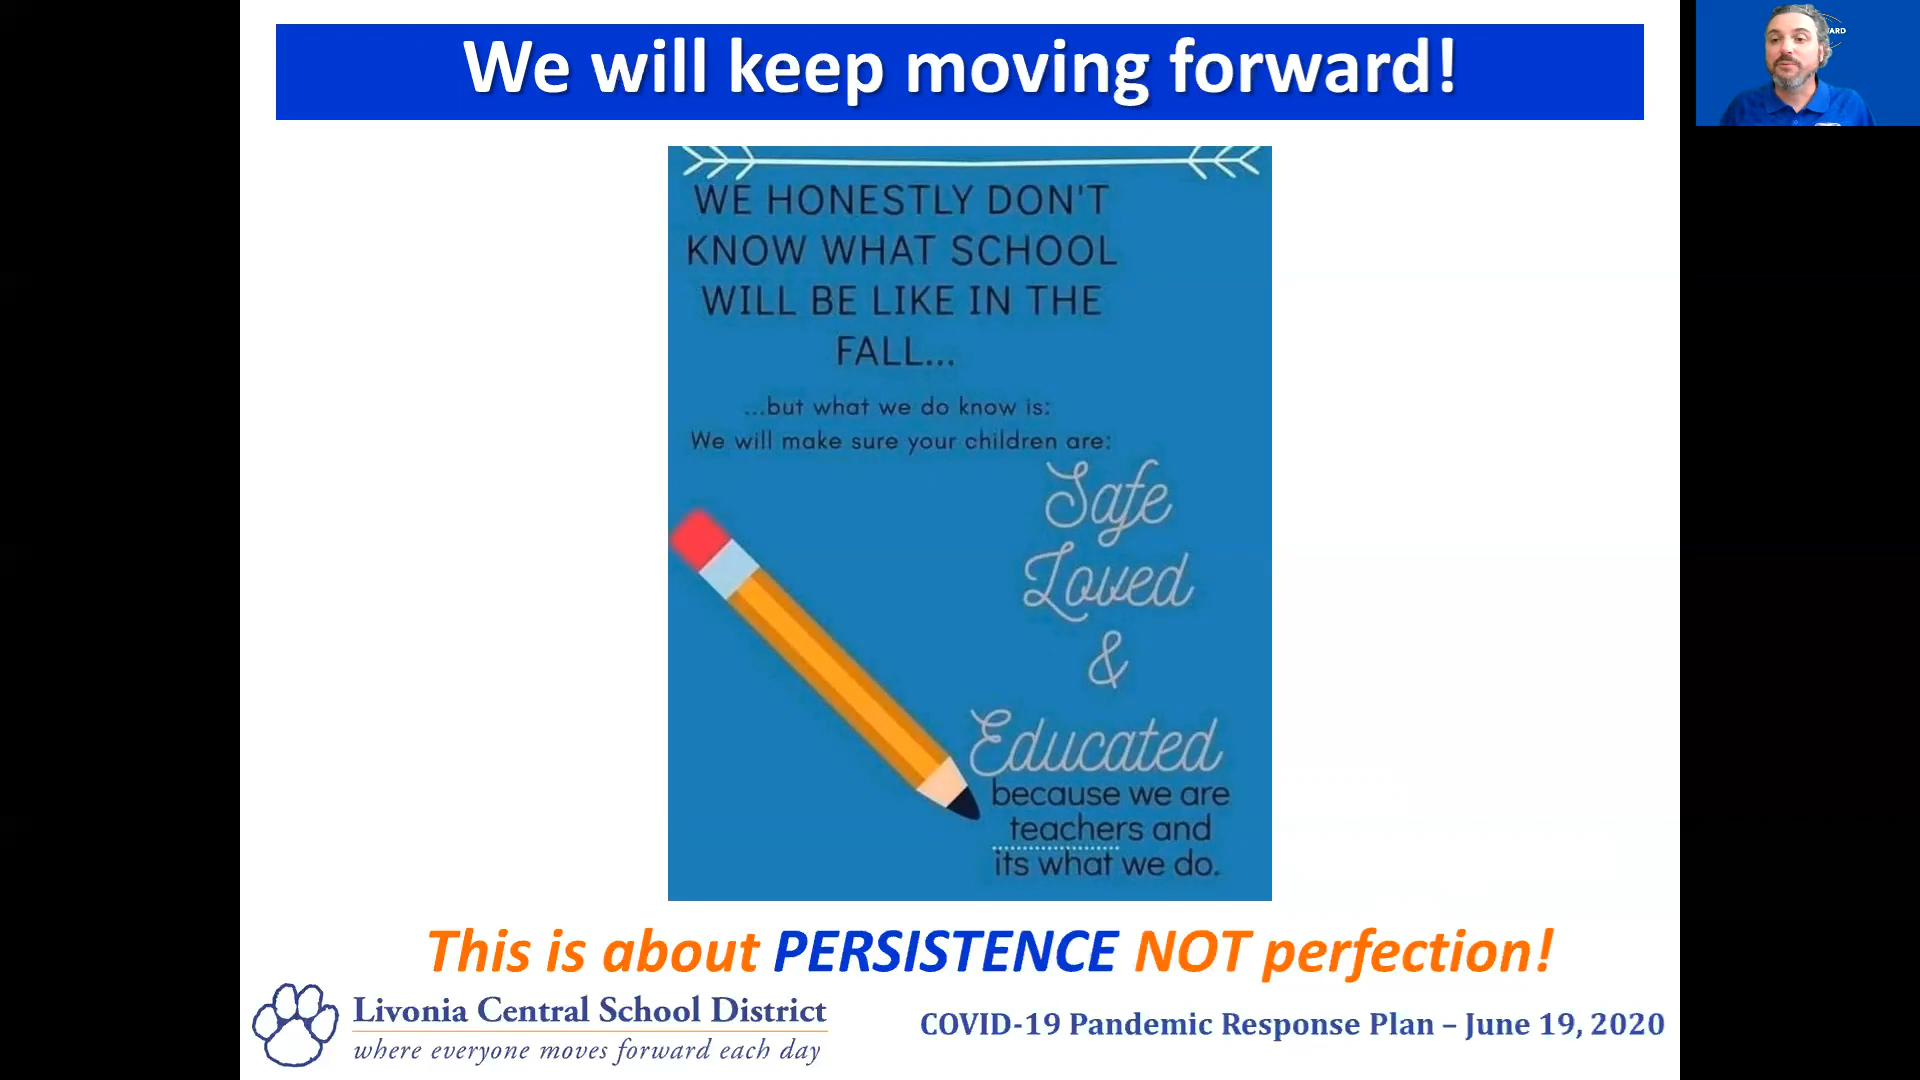 We will keep moving forward!
WE HONESTLY DON'T
KNOW WHAT SCHOOL
WILL BE LIKE IN THE
FALL...
...but what we do know is:
We will make sure your children are:
Safe
Loved
&
Educated
because we are
teachers and
its what we do.
This is about PERSISTENCE NOT perfection!
Livonia Central School District
where everyone moves forward each day
COVID-19 Pandemic Response Plan – June 19, 2020